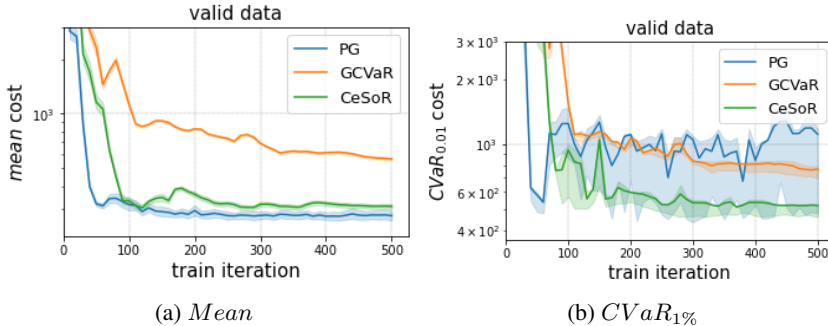 valid data
mean cost
10³
PG
GCVaR
CeSoR
0 100 200 300 400 500
train iteration
(a) Mean
valid data
CVaR₀.₀₁ cost
3 × 10³
2 × 10³
10³
6 × 10²
4 × 10²
PG
GCVaR
CeSoR
0 100 200 300 400 500
train iteration
(b) CVaR₁%